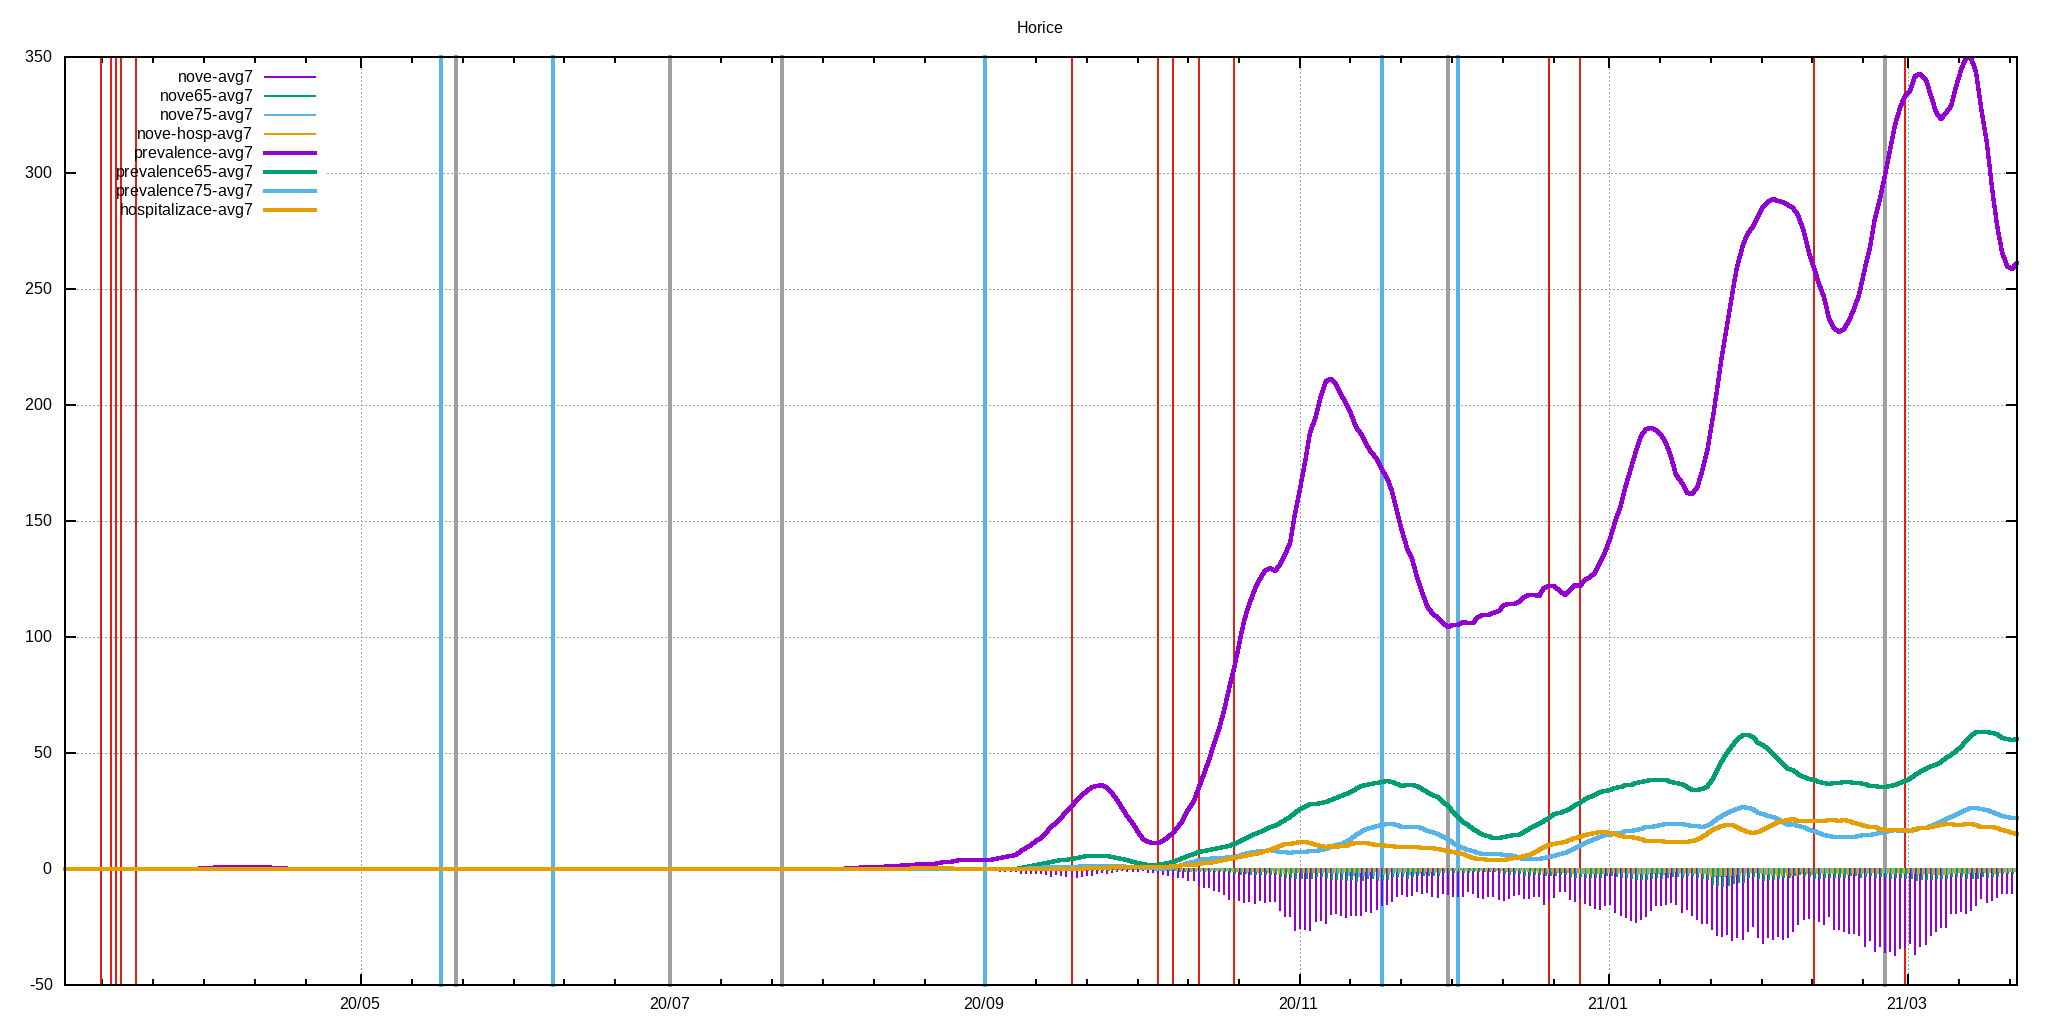 Horice
350
300
250
200
150
100
50
0
-50
nove-avg7
nove65-avg7
nove75-avg7
nove-hosp-avg7
prevalence-avg7
prevalence65-avg7
prevalence75-avg7
hospitalizace-avg7
20/05 20/07 20/09 20/11 21/01 21/03